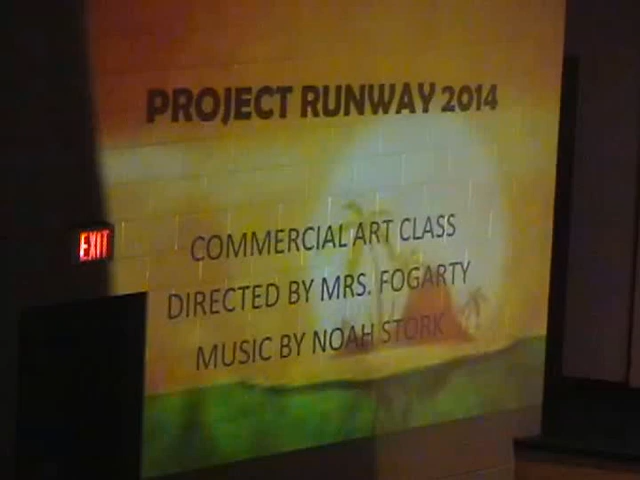 PROJECT RUNWAY 2014
EXIT
COMMERCIAL ART CLASS
DIRECTED BY MRS. FOGARTY
MUSIC BY NOAH STORK